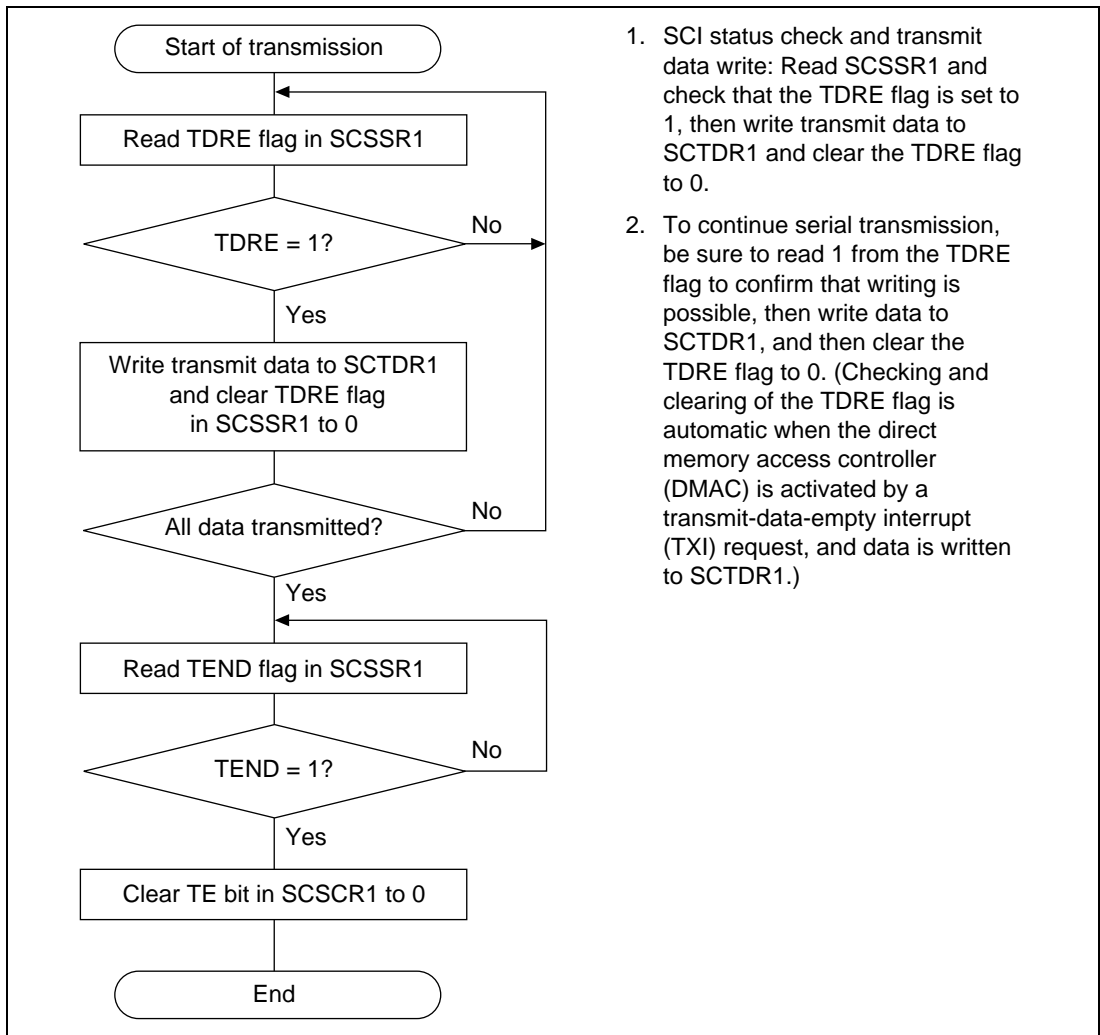 Start of transmission
Read TDRE flag in SCSSR1
TDRE = 1?
No
Yes
Write transmit data to SCTDR1
and clear TDRE flag
in SCSSR1 to 0
All data transmitted?
No
Yes
Read TEND flag in SCSSR1
TEND = 1?
No
Yes
Clear TE bit in SCSCR1 to 0
End
1. SCI status check and transmit
data write: Read SCSSR1 and
check that the TDRE flag is set to
1, then write transmit data to
SCTDR1 and clear the TDRE flag
to 0.
2. To continue serial transmission,
be sure to read 1 from the TDRE
flag to confirm that writing is
possible, then write data to
SCTDR1, and then clear the
TDRE flag to 0. (Checking and
clearing of the TDRE flag is
automatic when the direct
memory access controller
(DMAC) is activated by a
transmit-data-empty interrupt
(TXI) request, and data is written
to SCTDR1.)